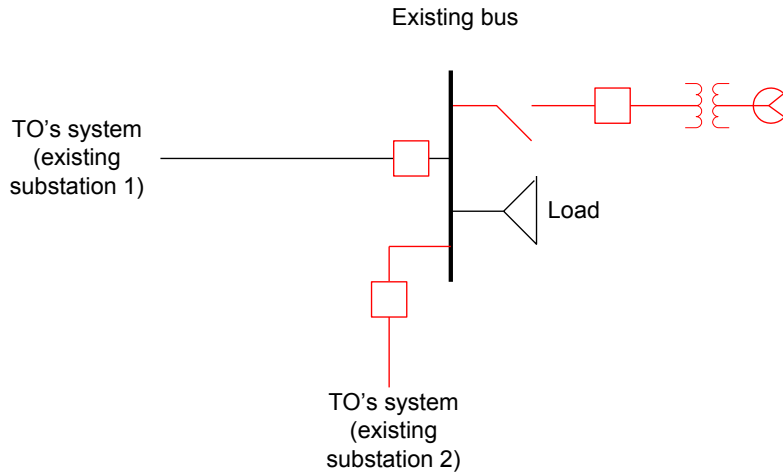 Existing bus
TO’s system
(existing
substation 1)
Load
TO’s system
(existing
substation 2)